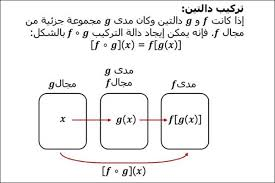 تركيب دالتين:
إذا كانت f و g دالتين وكان مدى g مجموعة جزئية من
مجال f. فإنه يمكن إيجاد دالة التركيب f ∘ g بالشكل:
[f ∘ g](x) = f[g(x)]
مجال g
مدى g
مجال f
مدى f
x
g(x)
f[g(x)]
[f ∘ g](x)